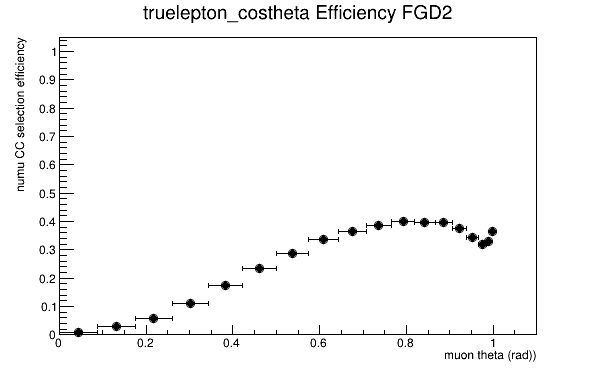 truelepton_costheta Efficiency FGD2
numu CC selection efficiency
1
0.9
0.8
0.7
0.6
0.5
0.4
0.3
0.2
0.1
0
0 0.2 0.4 0.6 0.8 1
muon theta (rad))